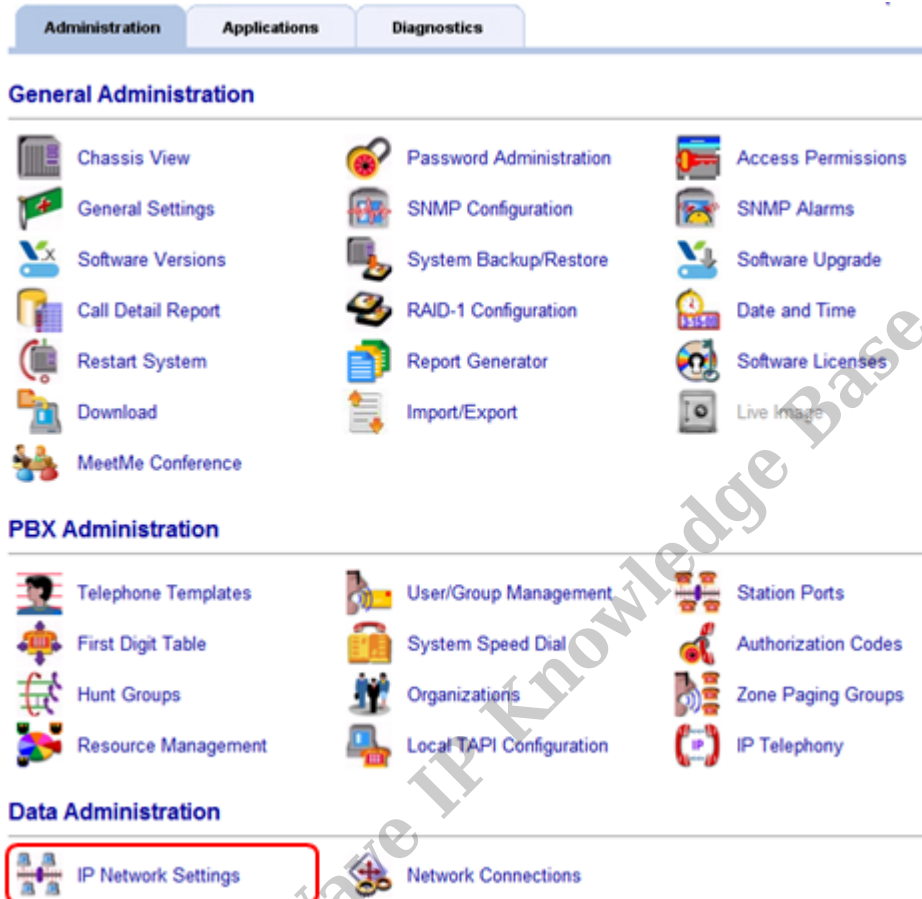 Administration Applications Diagnostics
General Administration
Chassis View Password Administration Access Permissions
General Settings SNMP Configuration SNMP Alarms
Software Versions System Backup/Restore Software Upgrade
Call Detail Report RAID-1 Configuration Date and Time
Restart System Report Generator Software Licenses
Download Import/Export Live Image
MeetMe Conference
PBX Administration
Telephone Templates User/Group Management Station Ports
First Digit Table System Speed Dial Authorization Codes
Hunt Groups Organizations Zone Paging Groups
Resource Management Local TAPI Configuration IP Telephony
Data Administration
IP Network Settings Network Connections
Wave IP Knowledge Base